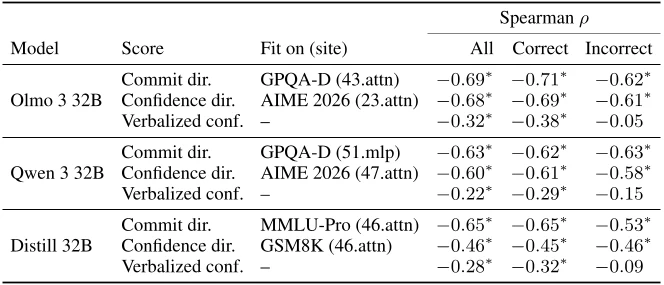 Spearman ρ
Model Score Fit on (site) All Correct Incorrect
Commit dir. GPQA-D (43.attn) −0.69* −0.71* −0.62*
Olmo 3 32B Confidence dir. AIME 2026 (23.attn) −0.68* −0.69* −0.61*
Verbalized conf. – −0.32* −0.38* −0.05
Commit dir. GPQA-D (51.mlp) −0.63* −0.62* −0.63*
Qwen 3 32B Confidence dir. AIME 2026 (47.attn) −0.60* −0.61* −0.58*
Verbalized conf. – −0.22* −0.29* −0.15
Commit dir. MMLU-Pro (46.attn) −0.65* −0.65* −0.53*
Distill 32B Confidence dir. GSM8K (46.attn) −0.46* −0.45* −0.46*
Verbalized conf. – −0.28* −0.32* −0.09